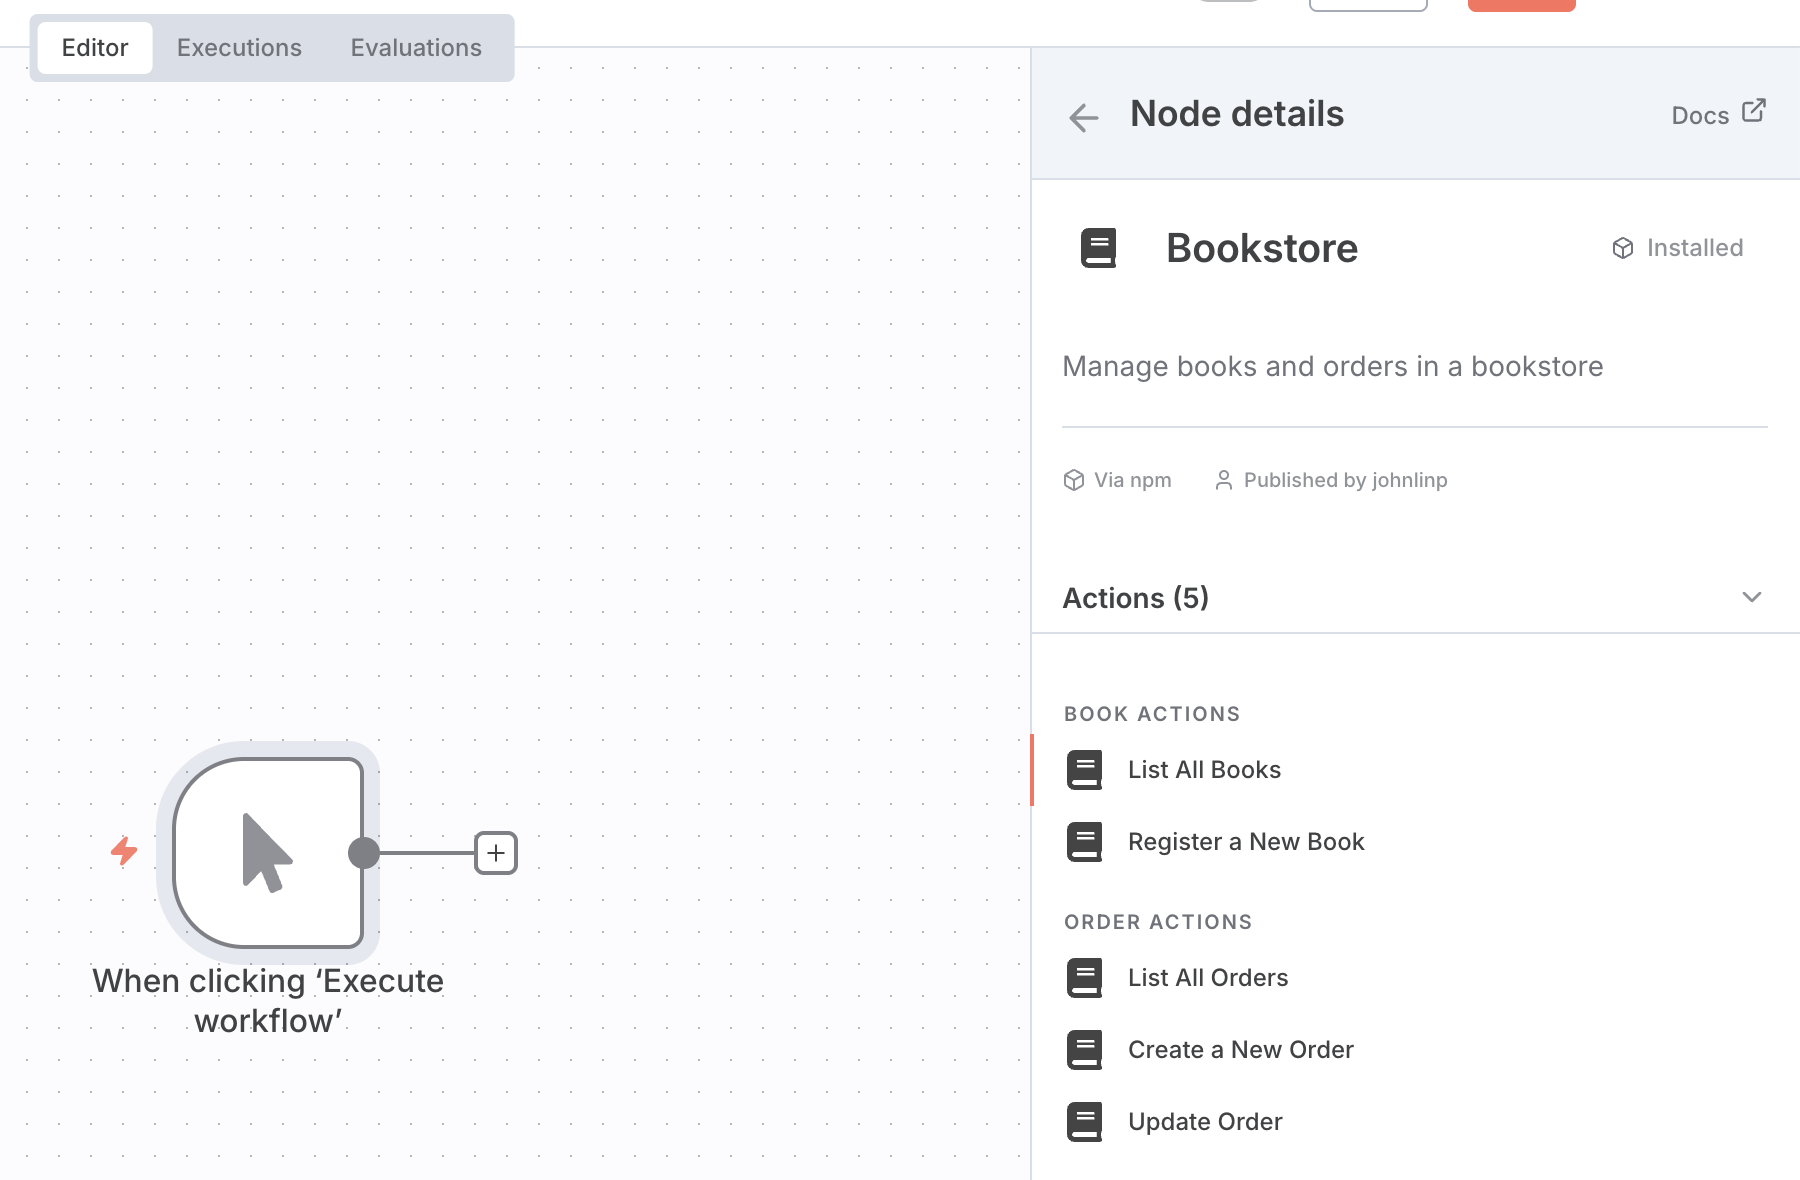 Editor Executions Evaluations
Node details
Docs
Bookstore
Installed
Manage books and orders in a bookstore
Via npm Published by johnlinp
Actions (5)
BOOK ACTIONS
List All Books
Register a New Book
ORDER ACTIONS
List All Orders
Create a New Order
Update Order
When clicking ‘Execute
workflow’